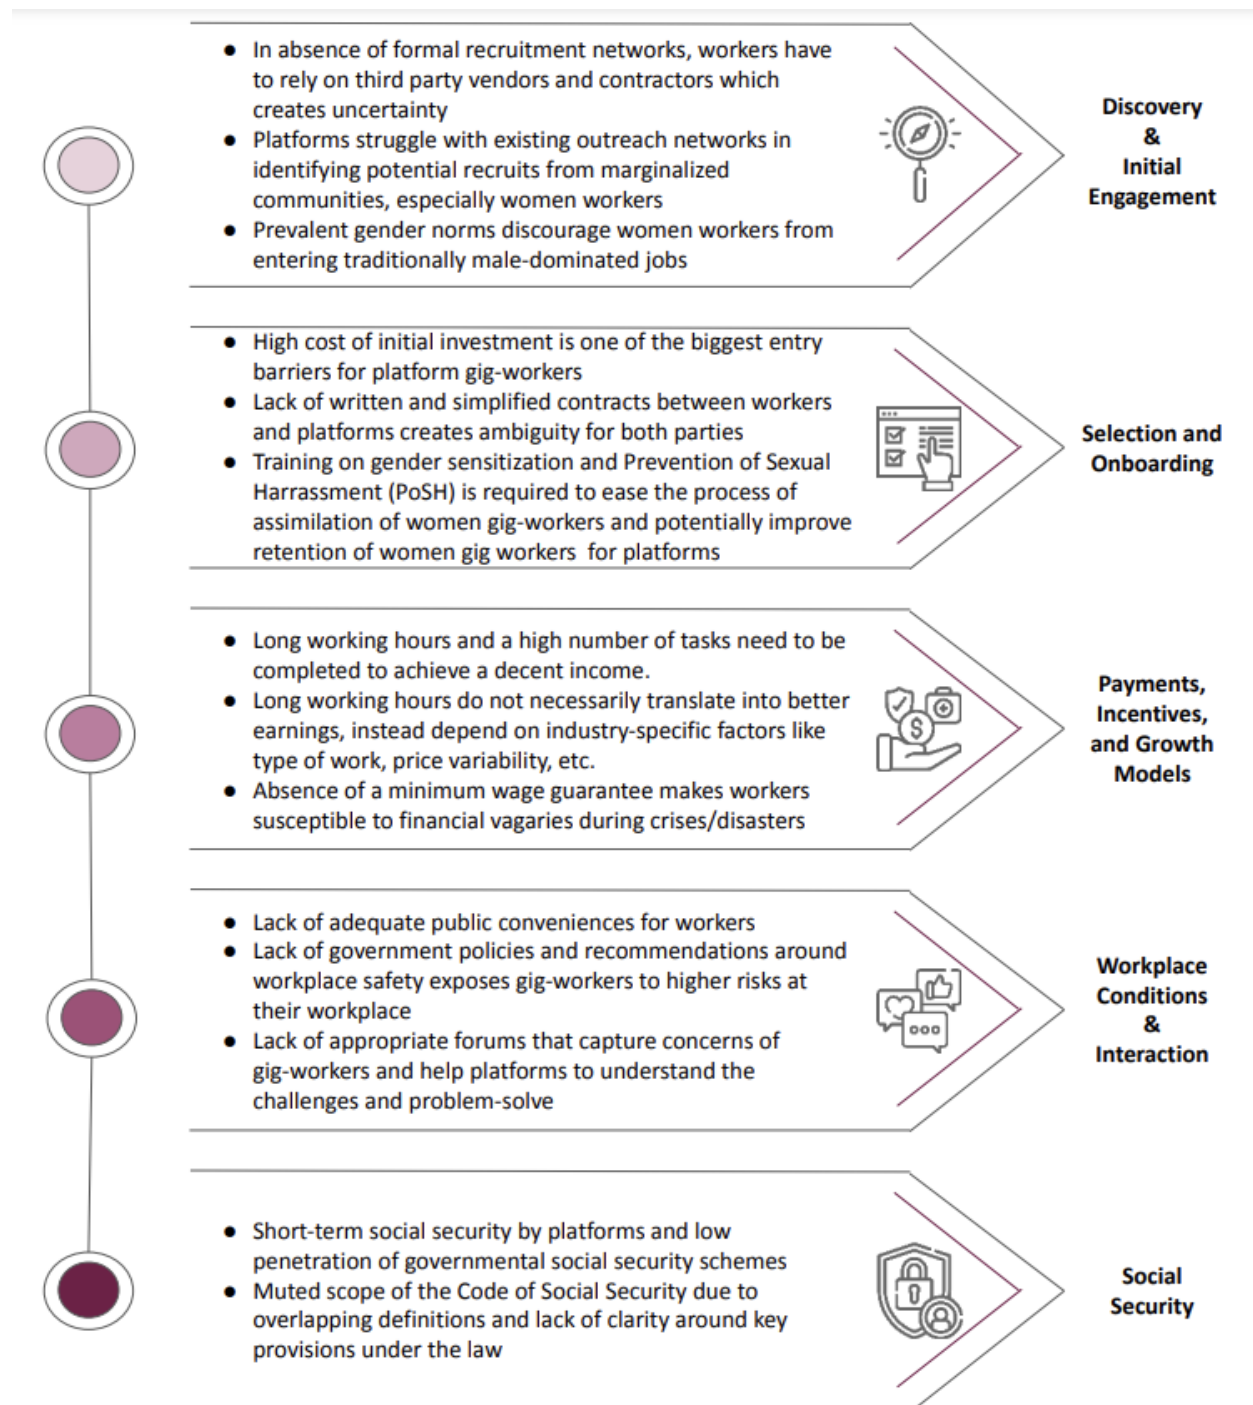 ● In absence of formal recruitment networks, workers have
to rely on third party vendors and contractors which
creates uncertainty
● Platforms struggle with existing outreach networks in
identifying potential recruits from marginalized
communities, especially women workers
● Prevalent gender norms discourage women workers from
entering traditionally male-dominated jobs
Discovery
&
Initial
Engagement
● High cost of initial investment is one of the biggest entry
barriers for platform gig-workers
● Lack of written and simplified contracts between workers
and platforms creates ambiguity for both parties
● Training on gender sensitization and Prevention of Sexual
Harrassment (PoSH) is required to ease the process of
assimilation of women gig-workers and potentially improve
retention of women gig workers for platforms
Selection and
Onboarding
● Long working hours and a high number of tasks need to be
completed to achieve a decent income.
● Long working hours do not necessarily translate into better
earnings, instead depend on industry-specific factors like
type of work, price variability, etc.
● Absence of a minimum wage guarantee makes workers
susceptible to financial vagaries during crises/disasters
$
Payments,
Incentives,
and Growth
Models
● Lack of adequate public conveniences for workers
● Lack of government policies and recommendations around
workplace safety exposes gig-workers to higher risks at
their workplace
● Lack of appropriate forums that capture concerns of
gig-workers and help platforms to understand the
challenges and problem-solve
Workplace
Conditions
&
Interaction
● Short-term social security by platforms and low
penetration of governmental social security schemes
● Muted scope of the Code of Social Security due to
overlapping definitions and lack of clarity around key
provisions under the law
Social
Security